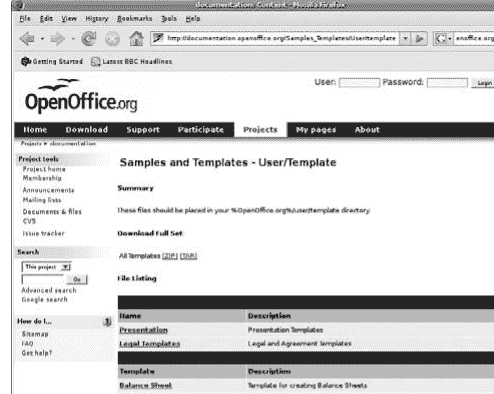 documentation: Content - Mozilla Firefox
File Edit View History Bookmarks Tools Help
http://documentation.openoffice.org/Samples_Templates/User/template
enoffice.org
Getting Started Latest BBC Headlines
User: Password: Login
OpenOffice.org
Home Download Support Participate Projects My pages About
Projects > documentation
Project tools
Project home
Membership
Announcements
Mailing lists
Documents & files
CVS
Issue tracker
Search
This project
Go
Advanced search
Google search
How do I...
Sitemap
FAQ
Get help?
Samples and Templates - User/Template
Summary
These files should be placed in your %OpenOffice.org%/user/template directory
Download Full Set
All Templates [ZIP] [TAR]
File Listing
Name Description
Presentation Presentation Templates
Legal Templates Legal and Agreement Templates
Template Description
Balance Sheet Template for creating Balance Sheets